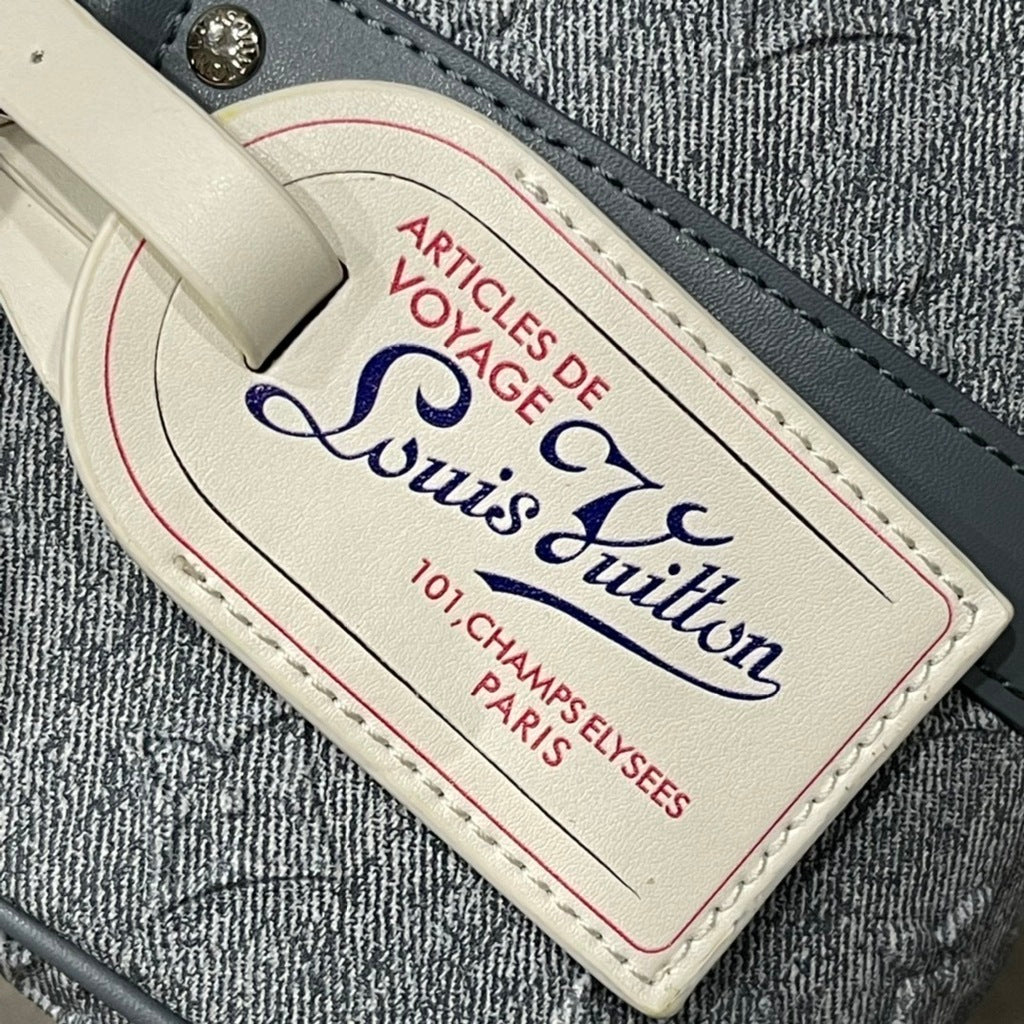 ARTICLES DE
VOYAGE
Louis Vuitton
101, CHAMPS ELYSEES
PARIS